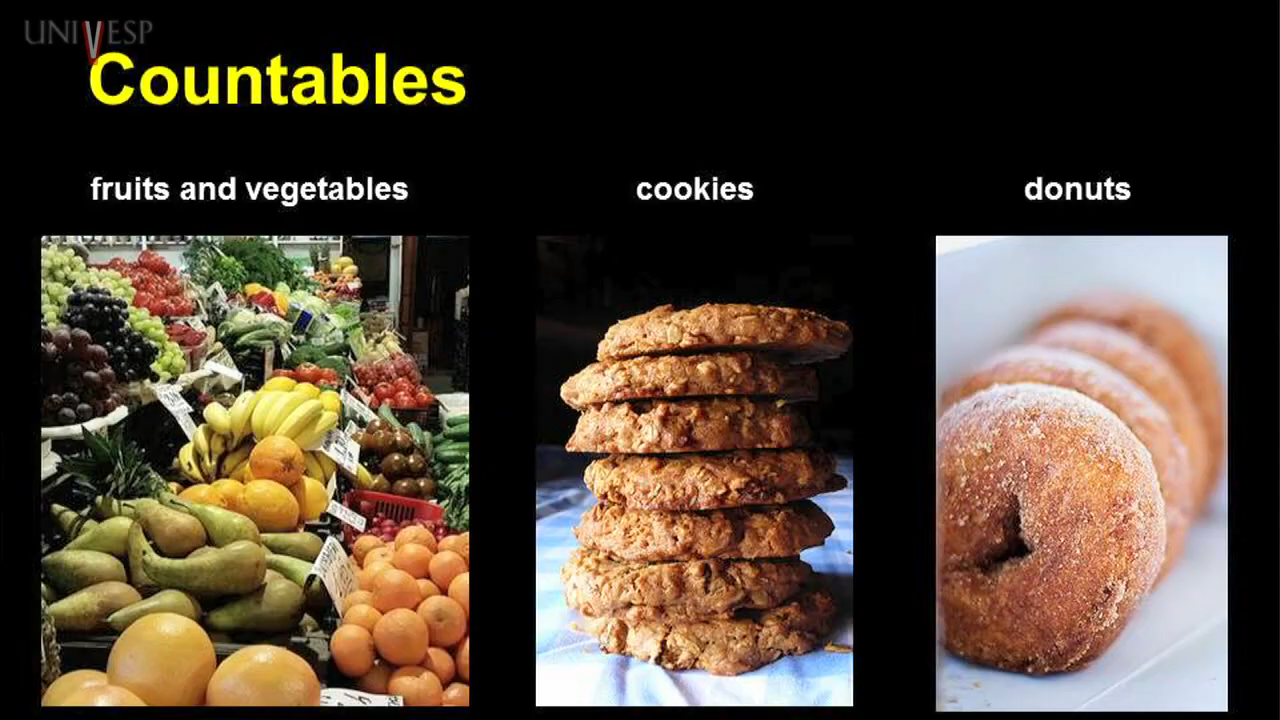 UNIVESP
Countables
fruits and vegetables
cookies
donuts